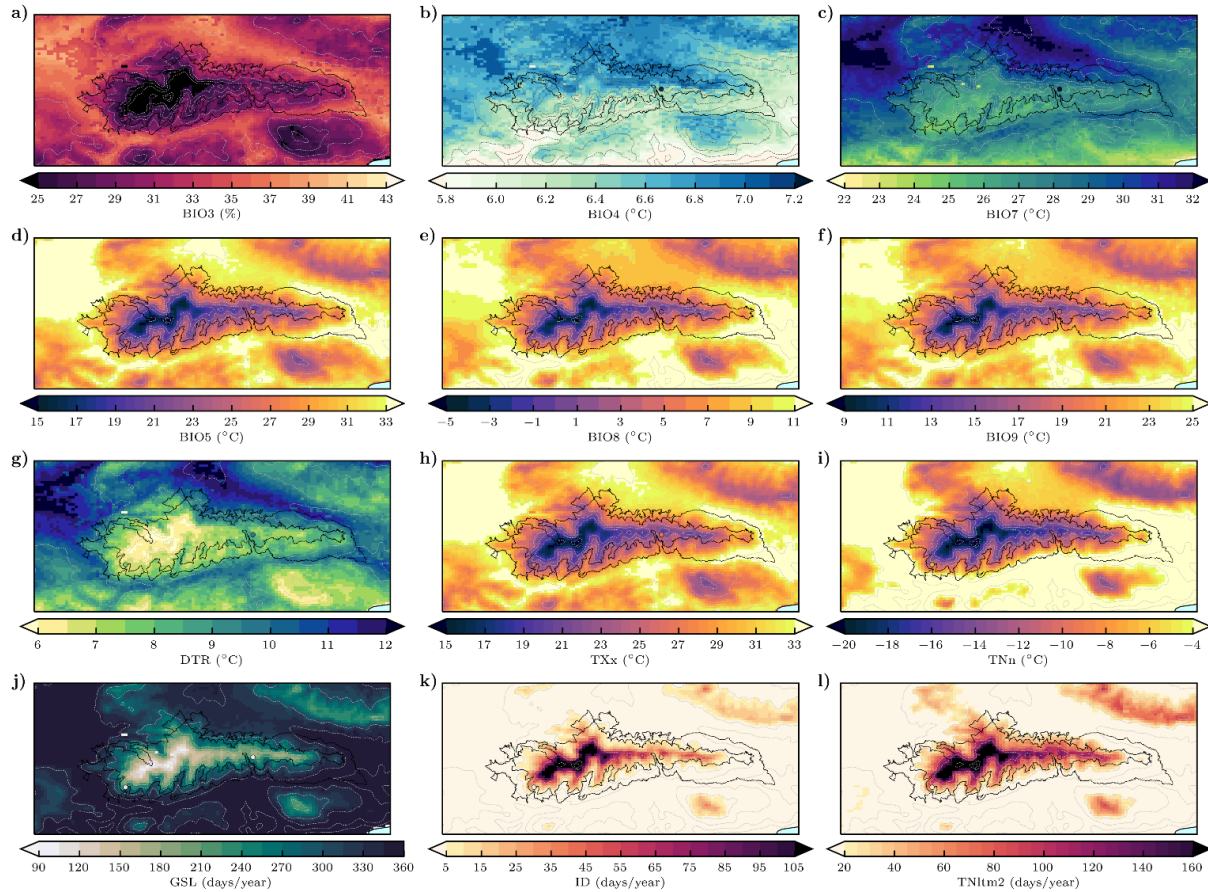 a) b) c)
25 27 29 31 33 35 37 39 41 43
BIO3 (%)
5.8 6.0 6.2 6.4 6.6 6.8 7.0 7.2
BIO4 (°C)
22 23 24 25 26 27 28 29 30 31 32
BIO7 (°C)
d) e) f)
15 17 19 21 23 25 27 29 31 33
BIO5 (°C)
−5 −3 −1 1 3 5 7 9 11
BIO8 (°C)
9 11 13 15 17 19 21 23 25
BIO9 (°C)
g) h) i)
6 7 8 9 10 11 12
DTR (°C)
15 17 19 21 23 25 27 29 31 33
TXx (°C)
−20 −18 −16 −14 −12 −10 −8 −6 −4
TNn (°C)
j) k) l)
90 120 150 180 210 240 270 300 330 360
GSL (days/year)
5 15 25 35 45 55 65 75 85 95 105
ID (days/year)
20 40 60 80 100 120 140 160
TNltm2 (days/year)